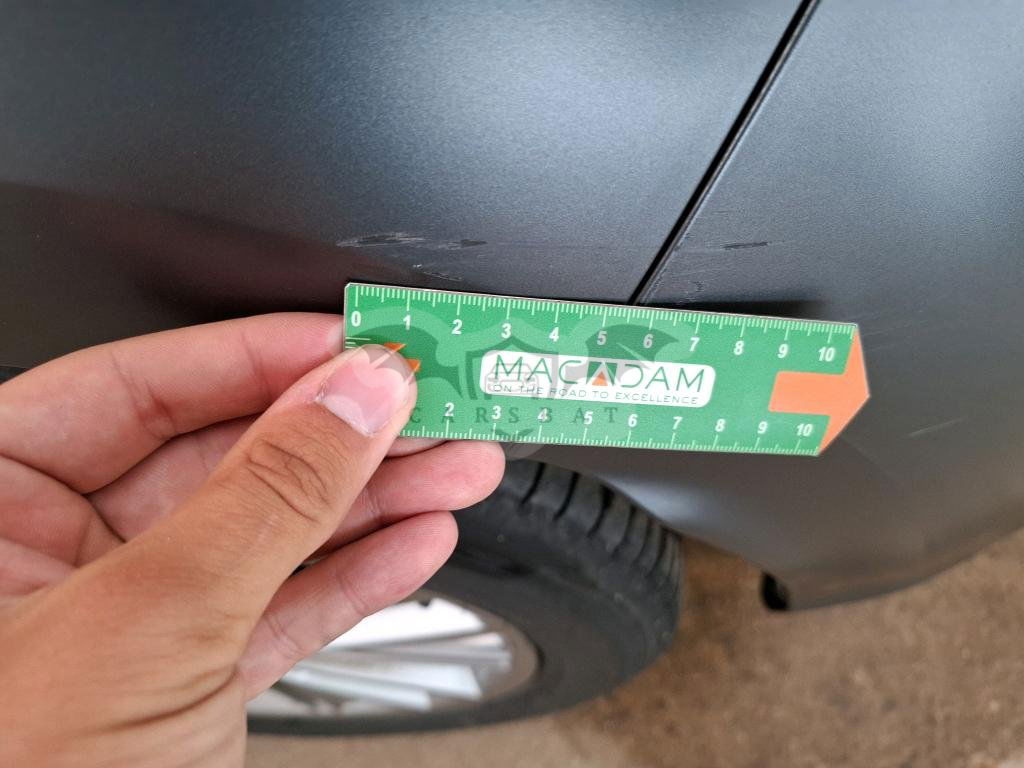 0 1 2 3 4 5 6 7 8 9 10
MACADAM
ON THE ROAD TO EXCELLENCE
CARSBAT
2 3 4 5 6 7 8 9 10